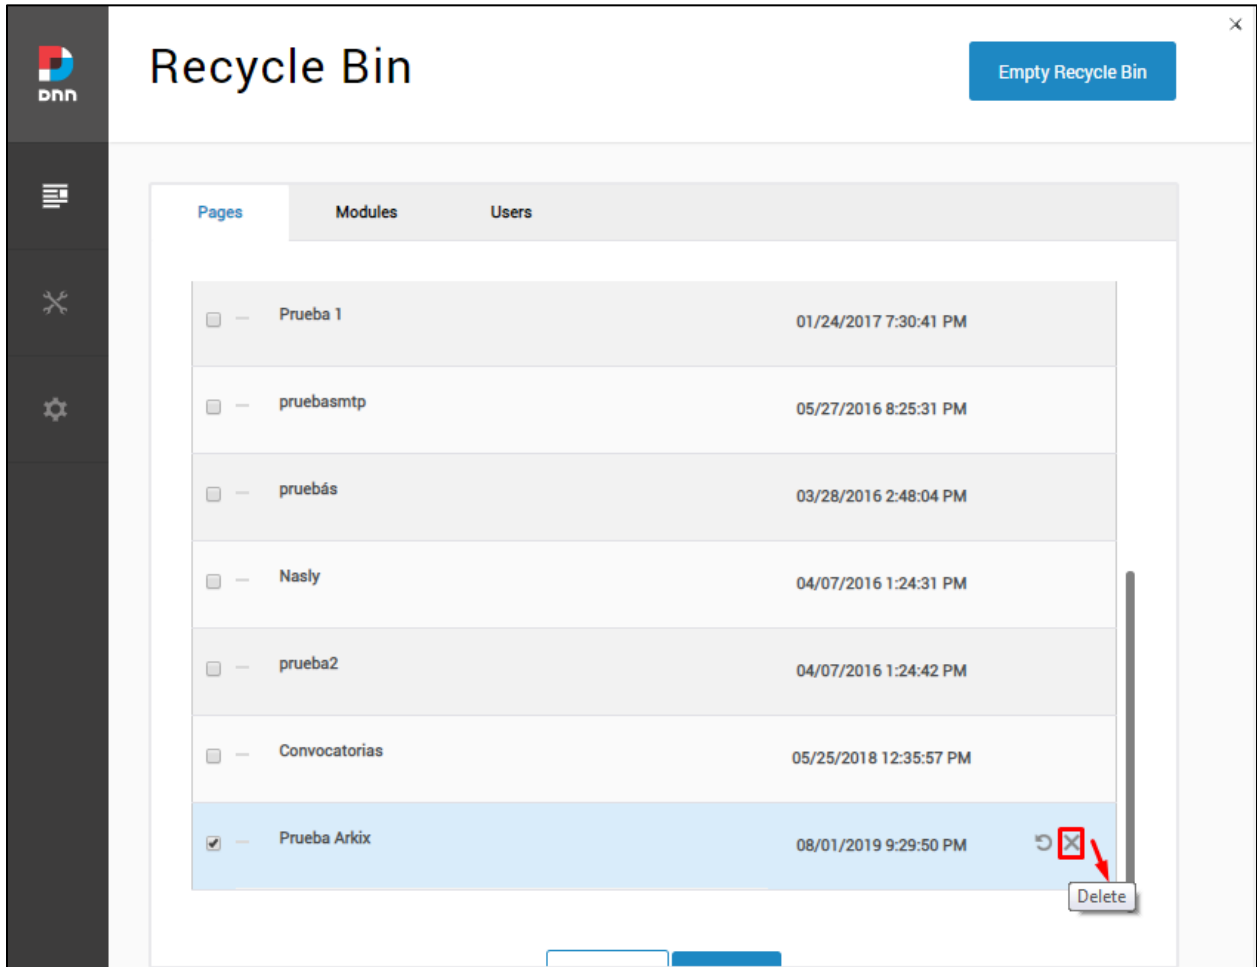 Recycle Bin
Empty Recycle Bin
DNN
Pages Modules Users
Prueba 1 01/24/2017 7:30:41 PM
pruebasmtp 05/27/2016 8:25:31 PM
pruebás 03/28/2016 2:48:04 PM
Nasly 04/07/2016 1:24:31 PM
prueba2 04/07/2016 1:24:42 PM
Convocatorias 05/25/2018 12:35:57 PM
Prueba Arkix 08/01/2019 9:29:50 PM
Delete